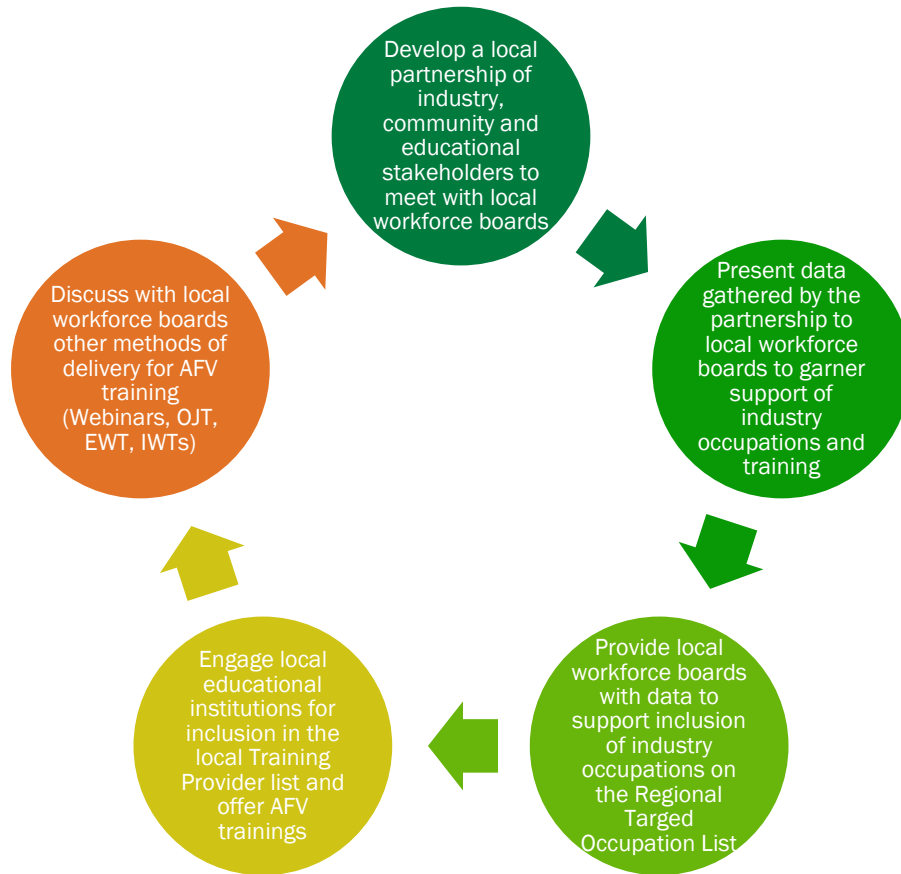 Develop a local
partnership of
industry,
community and
educational
stakeholders to
meet with local
workforce boards
Present data
gathered by the
partnership to
local workforce
boards to garner
support of
industry
occupations and
training
Provide local
workforce boards
with data to
support inclusion
of industry
occupations on
the Regional
Targed
Occupation List
Engage local
educational
institutions for
inclusion in the
local Training
Provider list and
offer AFV
trainings
Discuss with local
workforce boards
other methods of
delivery for AFV
training
(Webinars, OJT,
EWT, IWTs)